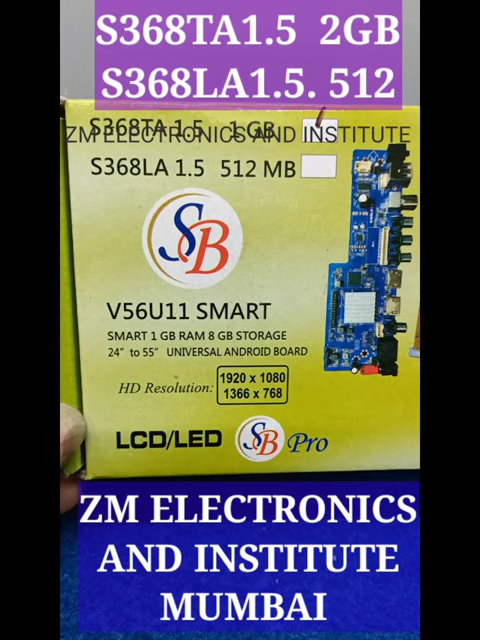 S368TA1.5 2GB
S368LA1.5. 512
S368TA 1.5 1 GB
ZM ELECTRONICS AND INSTITUTE
S368LA 1.5 512 MB
SB
V56U11 SMART
SMART 1 GB RAM 8 GB STORAGE
24" to 55" UNIVERSAL ANDROID BOARD
HD Resolution: 1920 x 1080
1366 x 768
LCD/LED SB Pro
ZM ELECTRONICS
AND INSTITUTE
MUMBAI